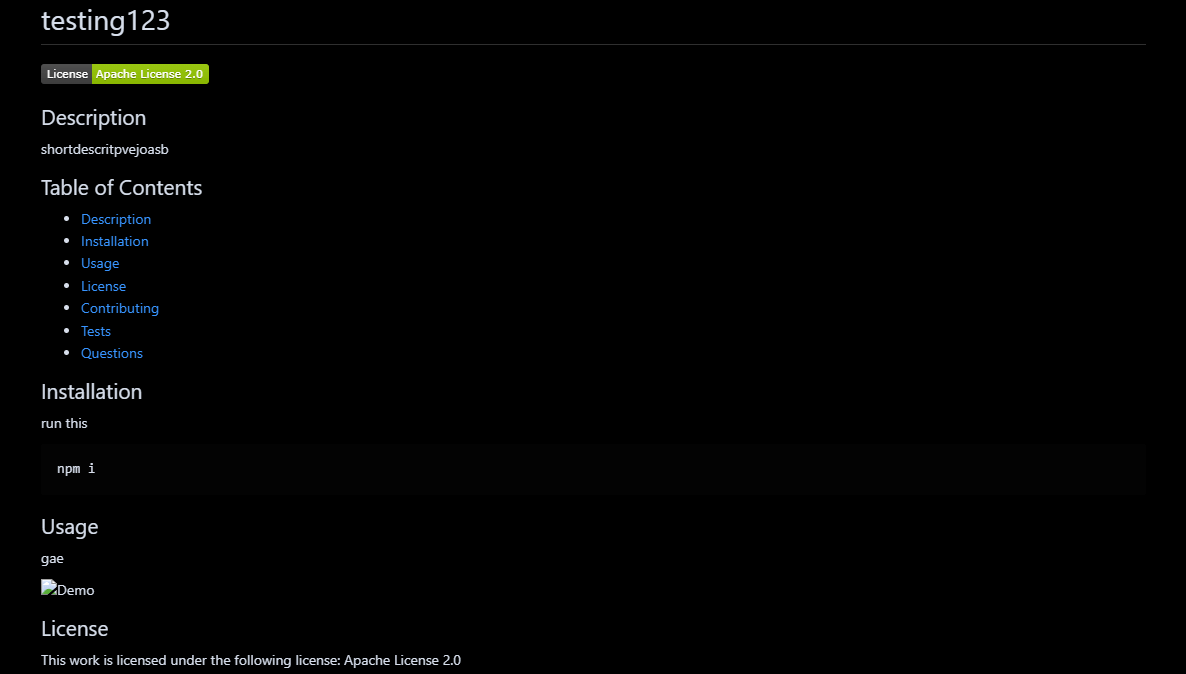 testing123
License Apache License 2.0
Description
shortdescritpvejoasb
Table of Contents
Description
Installation
Usage
License
Contributing
Tests
Questions
Installation
run this
npm i
Usage
gae
Demo
License
This work is licensed under the following license: Apache License 2.0